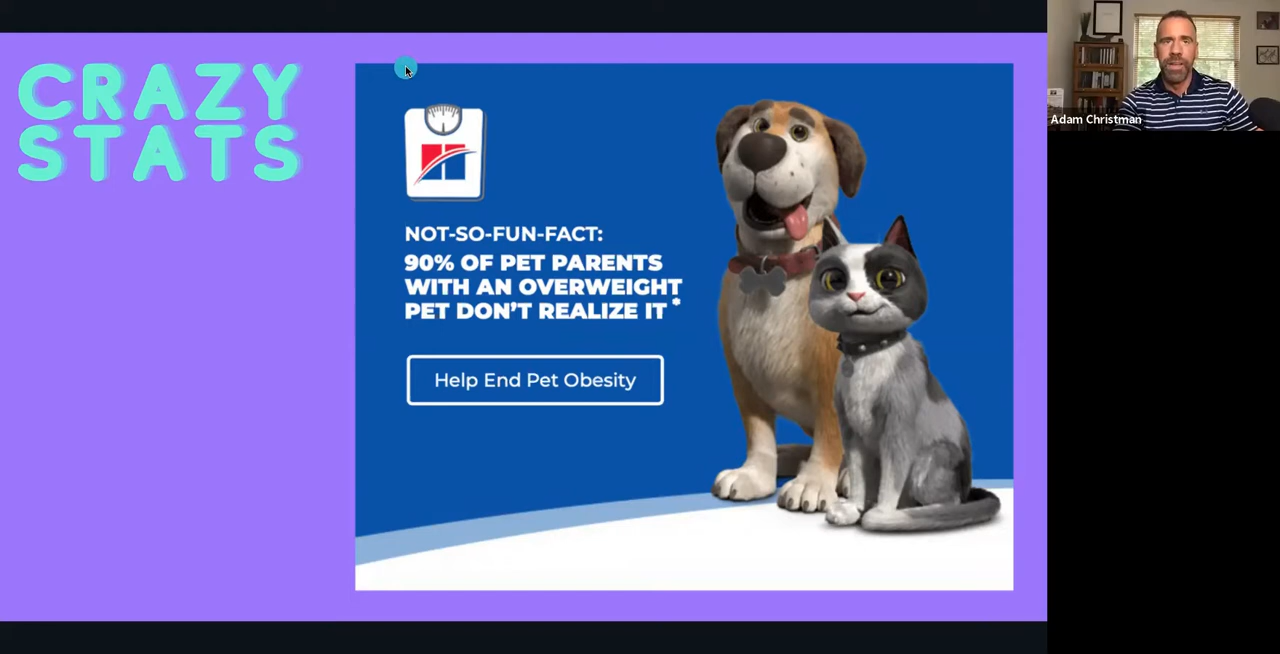 CRAZY
STATS
NOT-SO-FUN-FACT:
90% OF PET PARENTS
WITH AN OVERWEIGHT
PET DON'T REALIZE IT*
Help End Pet Obesity
Adam Christman